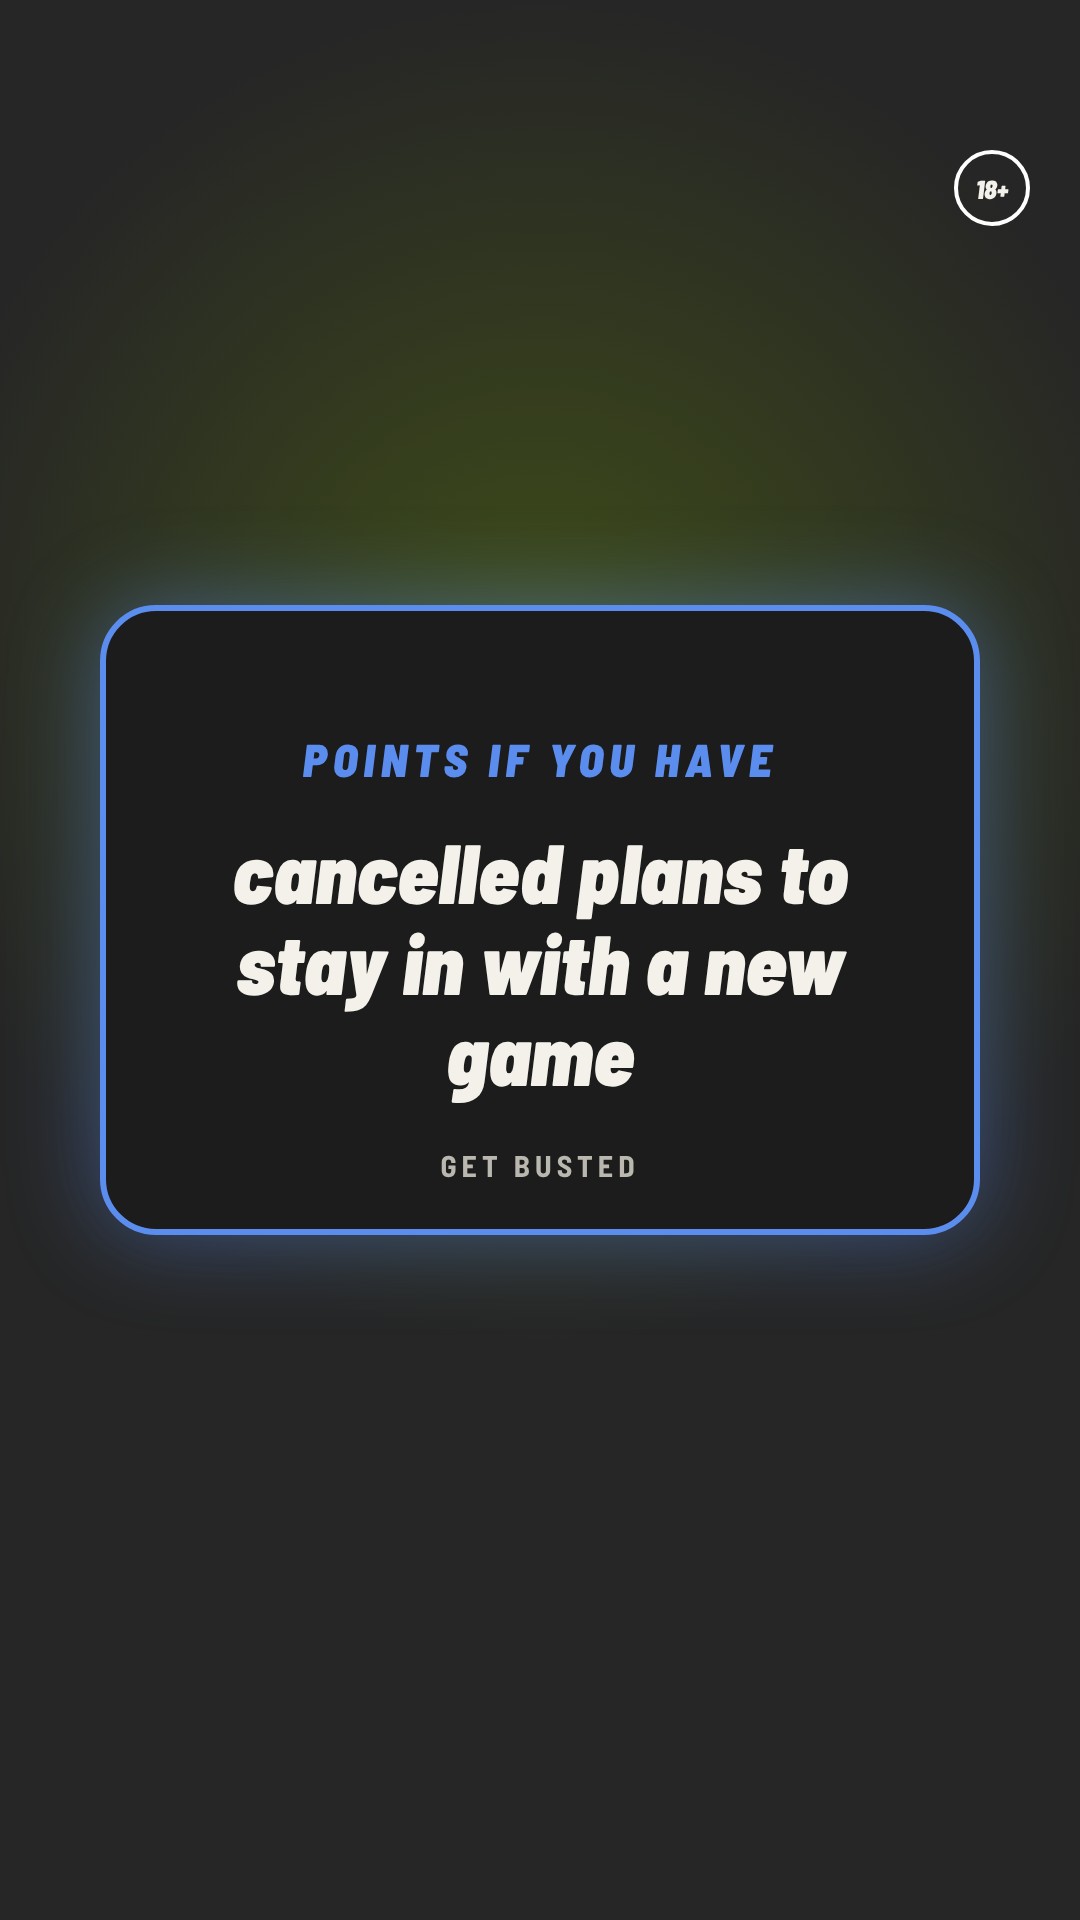 18+
POINTS IF YOU HAVE
cancelled plans to
stay in with a new
game
GET BUSTED